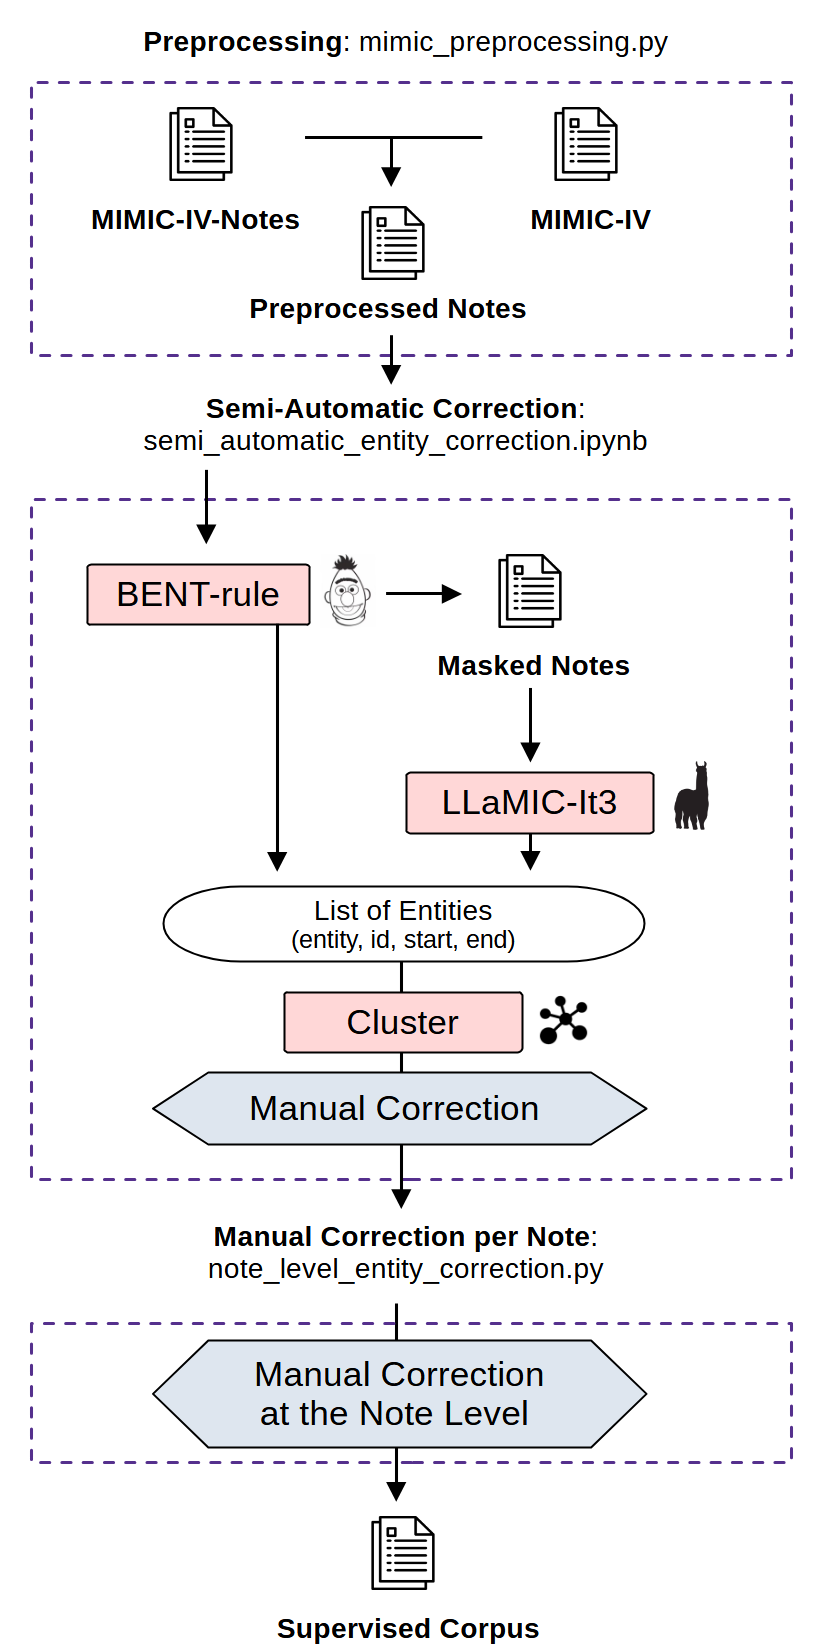 Preprocessing: mimic_preprocessing.py
MIMIC-IV-Notes
MIMIC-IV
Preprocessed Notes
Semi-Automatic Correction:
semi_automatic_entity_correction.ipynb
BENT-rule
Masked Notes
LLaMIC-It3
List of Entities
(entity, id, start, end)
Cluster
Manual Correction
Manual Correction per Note:
note_level_entity_correction.py
Manual Correction
at the Note Level
Supervised Corpus